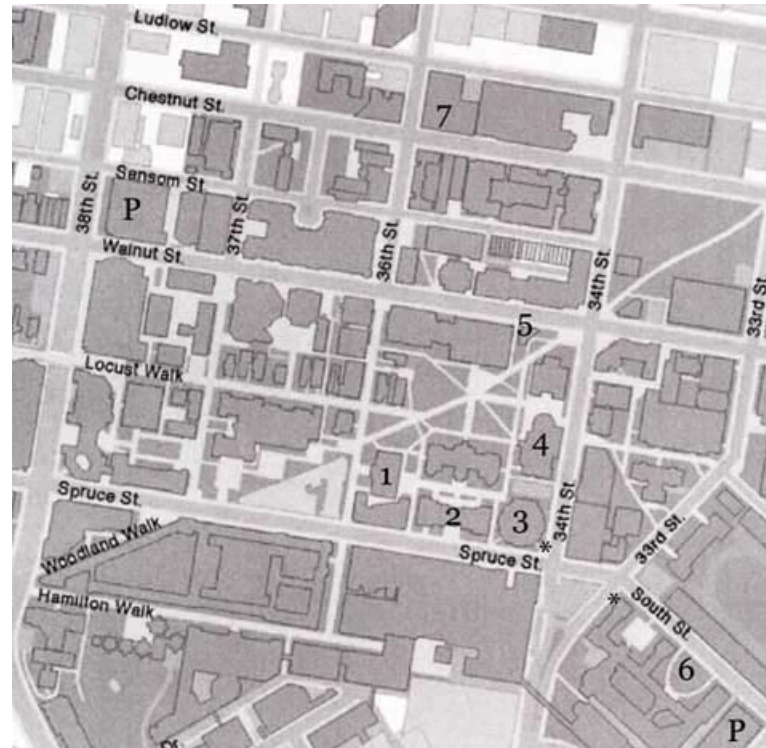 Ludlow St.
Chestnut St.
7
Sansom St.
38th St.
P
37th St.
36th St.
34th St.
33rd St.
Walnut St.
5
Locust Walk
4
1
34th St.
Spruce St.
2
3
*
Spruce St.
33rd St.
Woodland Walk
*
South St.
Hamilton Walk
6
P